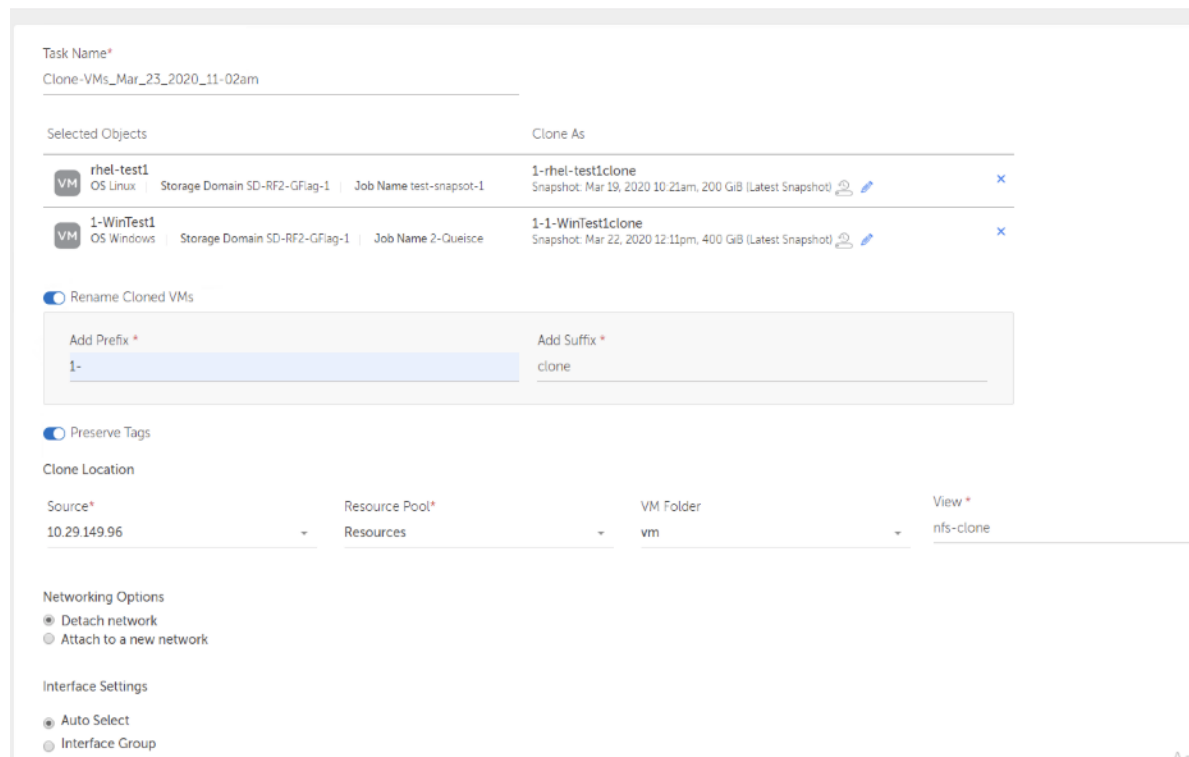 Task Name*
Clone-VMs_Mar_23_2020_11-02am
Selected Objects Clone As
VM rhel-test1 1-rhel-test1clone
OS Linux Storage Domain SD-RF2-GFlag-1 Job Name test-snapsot-1 Snapshot: Mar 19, 2020 10:21am, 200 GiB (Latest Snapshot)
VM 1-WinTest1 1-1-WinTest1clone
OS Windows Storage Domain SD-RF2-GFlag-1 Job Name 2-Queisce Snapshot: Mar 22, 2020 12:11pm, 400 GiB (Latest Snapshot)
Rename Cloned VMs
Add Prefix * Add Suffix *
1- clone
Preserve Tags
Clone Location
Source* Resource Pool* VM Folder View *
10.29.149.96 Resources vm nfs-clone
Networking Options
Detach network
Attach to a new network
Interface Settings
Auto Select
Interface Group